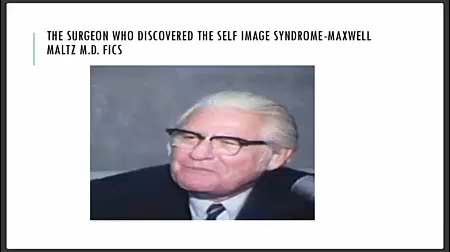 THE SURGEON WHO DISCOVERED THE SELF IMAGE SYNDROME-MAXWELL
MALTZ M.D. FICS